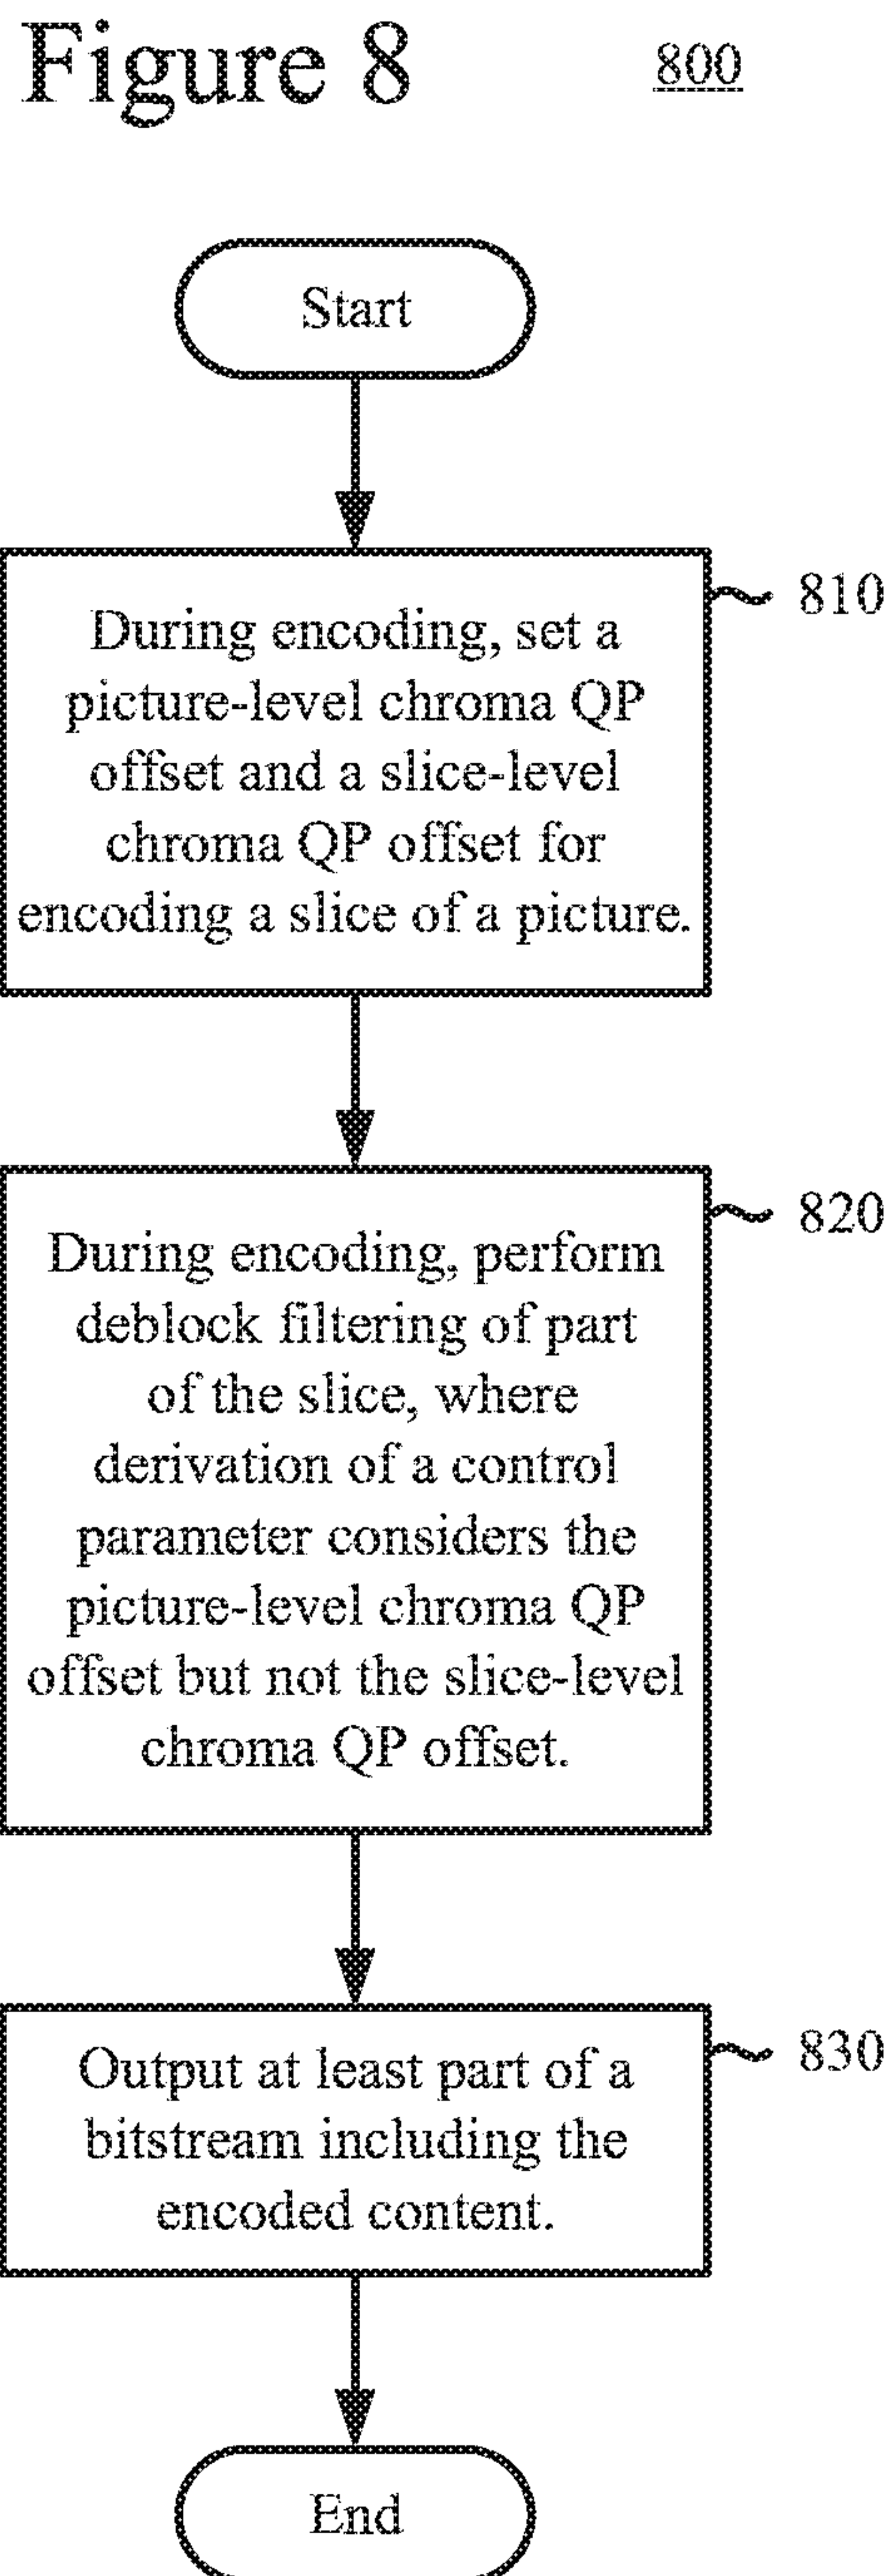 Figure 8
800
Start
During encoding, set a
picture-level chroma QP
offset and a slice-level
chroma QP offset for
encoding a slice of a picture.
810
During encoding, perform
deblock filtering of part
of the slice, where
derivation of a control
parameter considers the
picture-level chroma QP
offset but not the slice-level
chroma QP offset.
820
Output at least part of a
bitstream including the
encoded content.
830
End